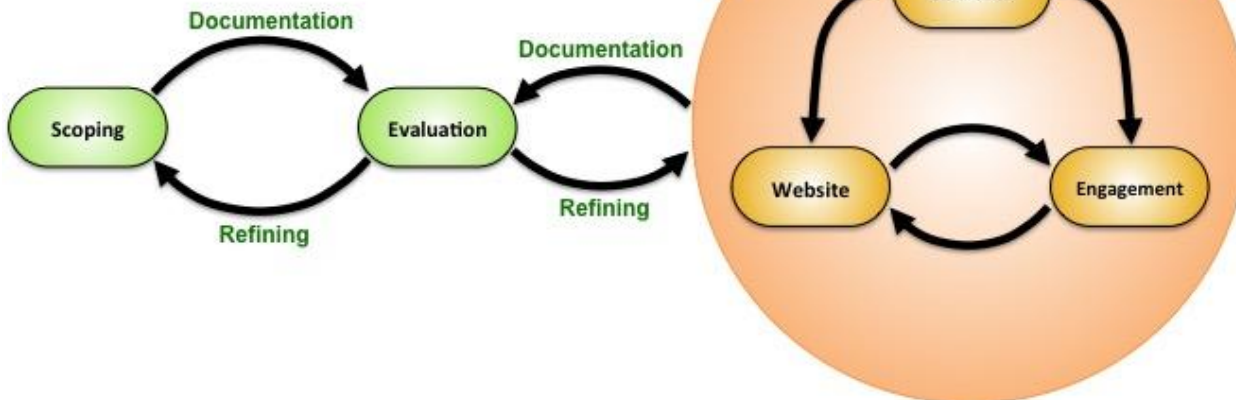 Documentation
Documentation
Scoping
Evaluation
Website
Engagement
Refining
Refining